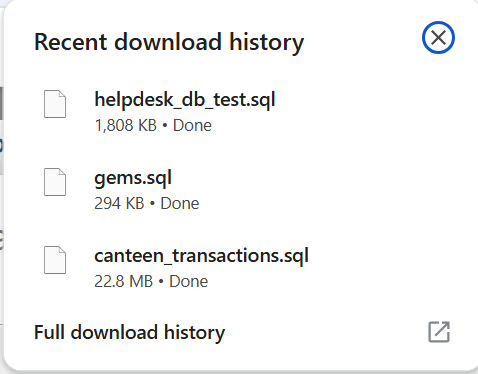 Recent download history
helpdesk_db_test.sql
1,808 KB • Done
gems.sql
294 KB • Done
canteen_transactions.sql
22.8 MB • Done
Full download history